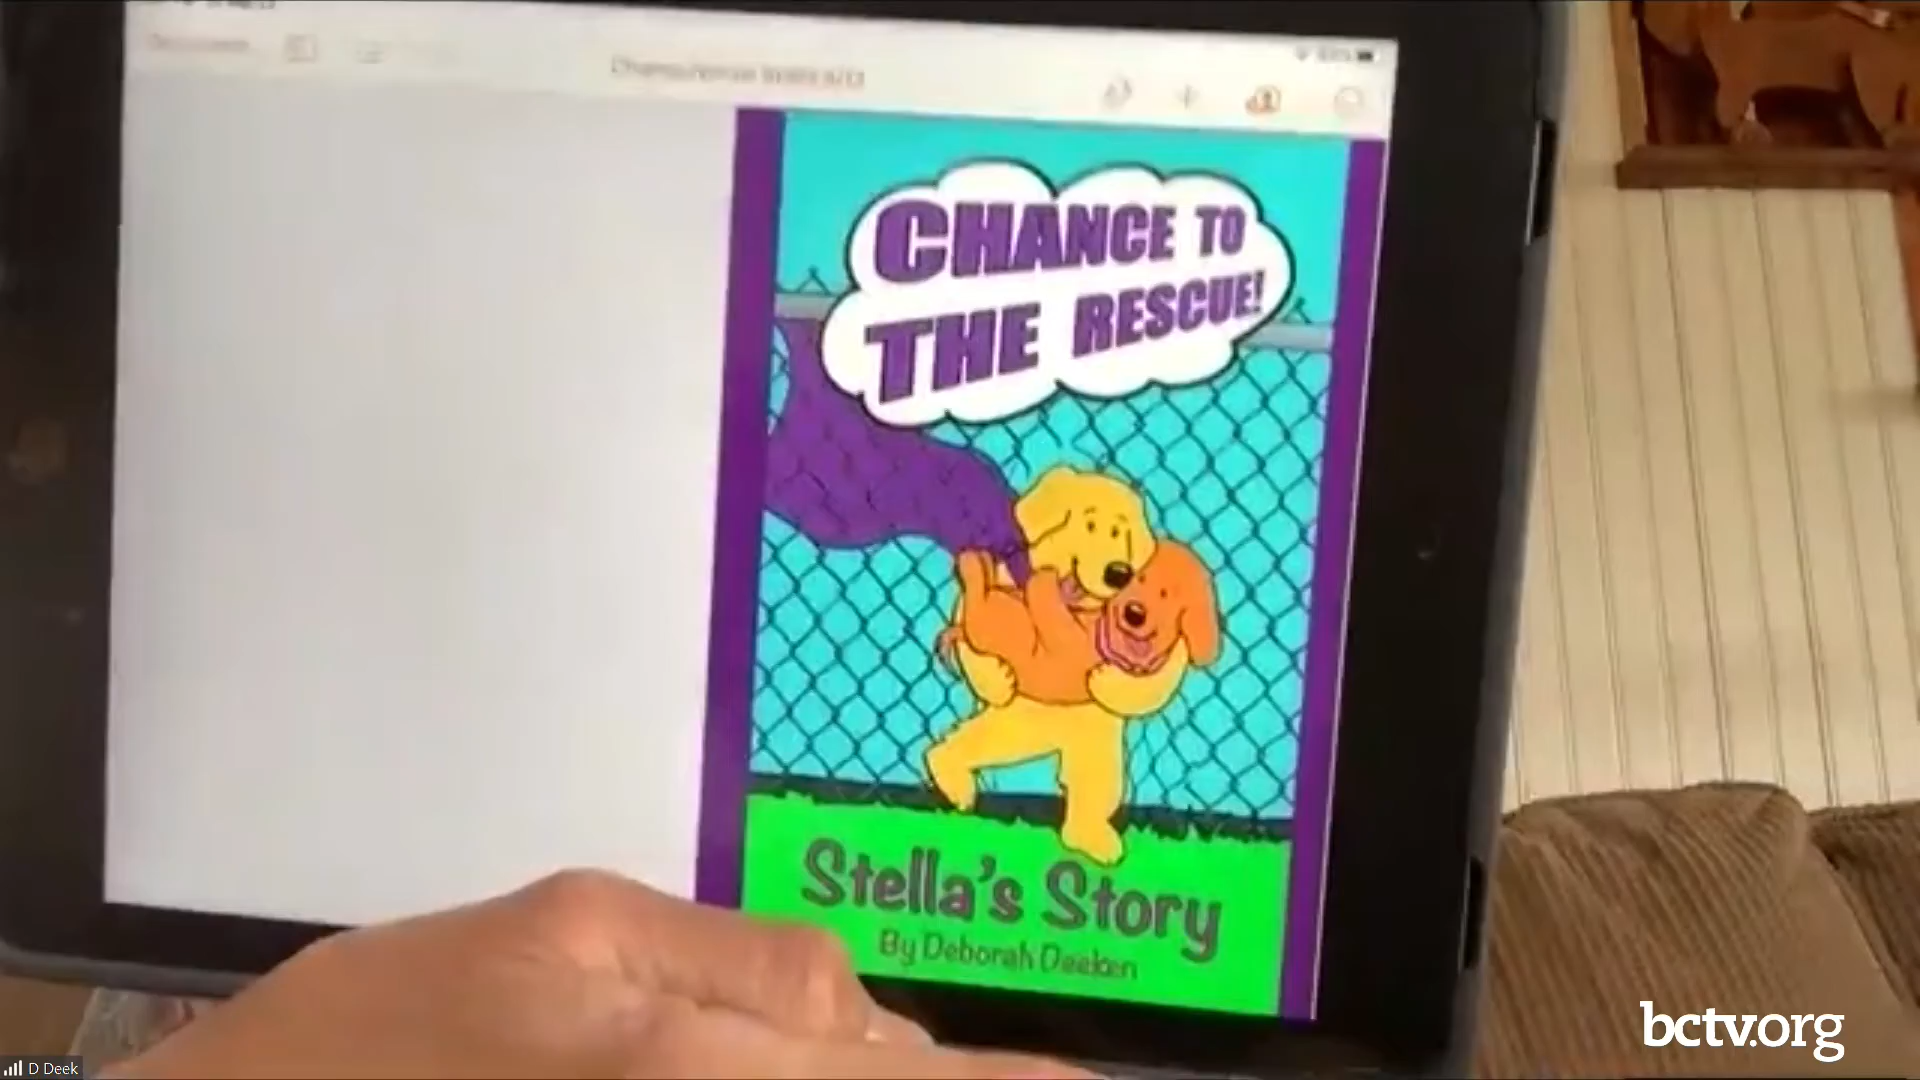 CHANCE TO
THE RESCUE!
Stella's Story
By Deborah Deeken
bctv.org
D Deek